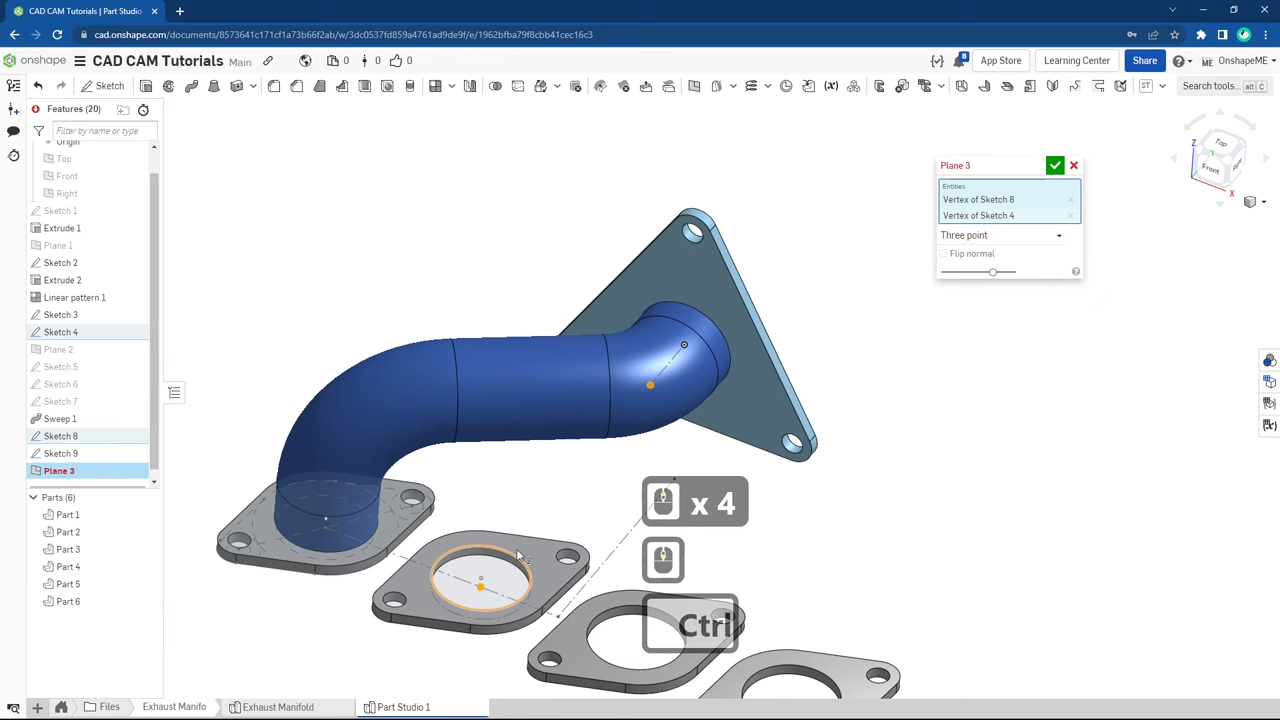 CAD CAM Tutorials | Part Studio
cad.onshape.com/documents/8573641c171cf1a73b66f2ab/w/3dc0537fd859a4761ad9de9f/e/1962bfba79f8cbb41cec16c3
onshape CAD CAM Tutorials Main 0 0 0 8 App Store Learning Center Share OnshapeME
Sketch Search tools... alt C
Features (20)
Filter by name or type
Origin
Top
Front
Right
Sketch 1
Extrude 1
Plane 1
Sketch 2
Extrude 2
Linear pattern 1
Sketch 3
Sketch 4
Plane 2
Sketch 5
Sketch 6
Sketch 7
Sweep 1
Sketch 8
Sketch 9
Plane 3
Parts (6)
Part 1
Part 2
Part 3
Part 4
Part 5
Part 6
Plane 3
Entities
Vertex of Sketch 8
Vertex of Sketch 4
Three point
Flip normal
Z
Top
Front
X
x 4
Ctrl
Files Exhaust Manifo Exhaust Manifold Part Studio 1